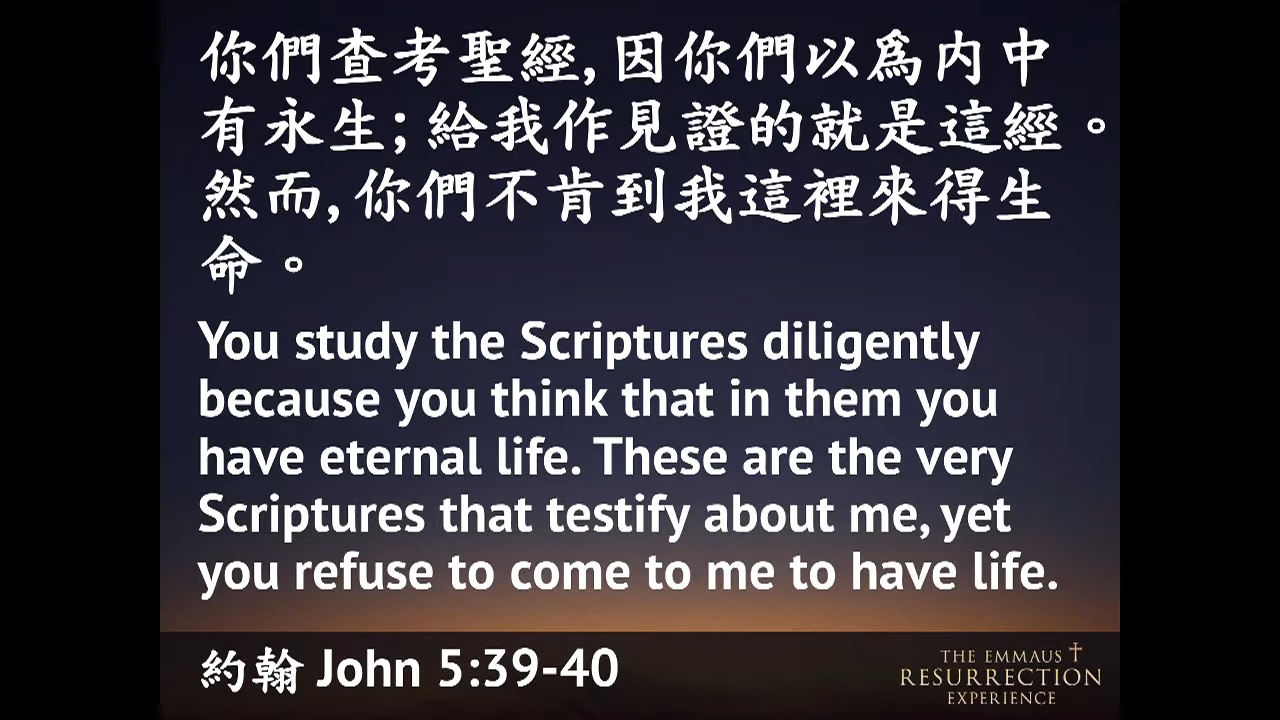 你們查考聖經,因你們以爲内中
有永生;給我作見證的就是這經。
然而,你們不肯到我這裡來得生
命。
You study the Scriptures diligently
because you think that in them you
have eternal life. These are the very
Scriptures that testify about me, yet
you refuse to come to me to have life.
約翰 John 5:39-40
THE EMMAUS
RESURRECTION
EXPERIENCE